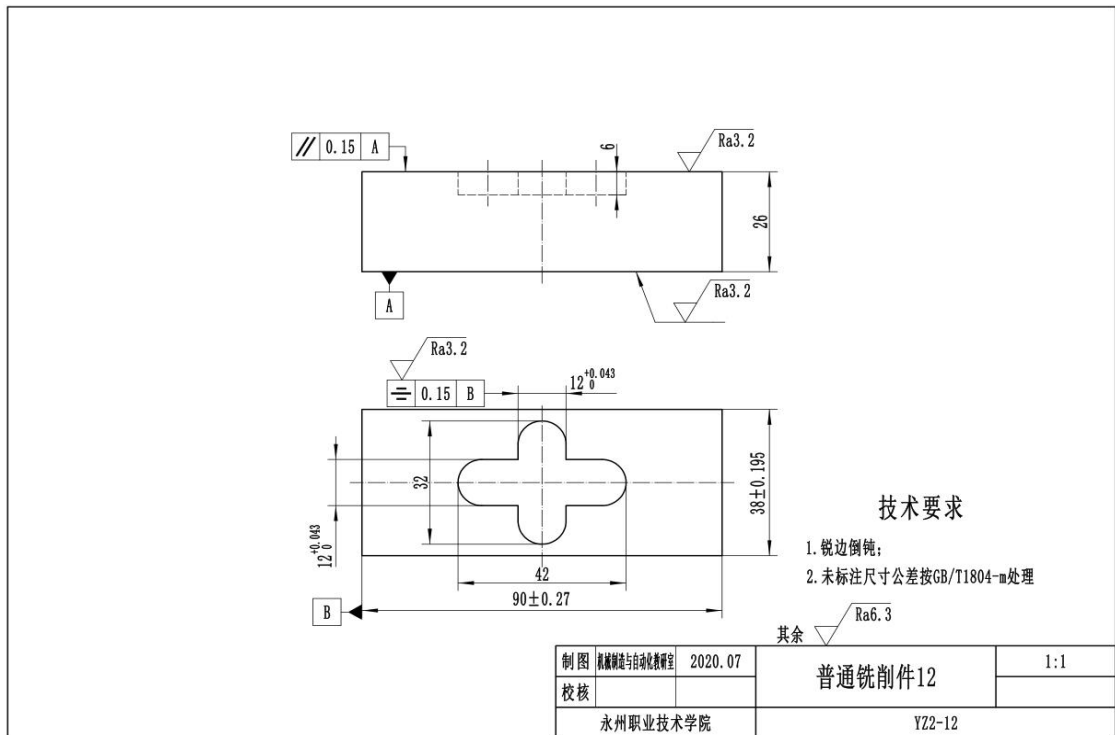 // 0.15 A
Ra3.2
6
26
A
Ra3.2
Ra3.2
⌯ 0.15 B
12 +0.043 0
32
12 +0.043 0
38±0.195
42
90±0.27
B
技术要求
1.锐边倒钝;
2.未标注尺寸公差按GB/T1804-m处理
其余 Ra6.3
制图 机械制造与自动化教研室 2020.07
普通铣削件12
1:1
校核
永州职业技术学院
YZ2-12